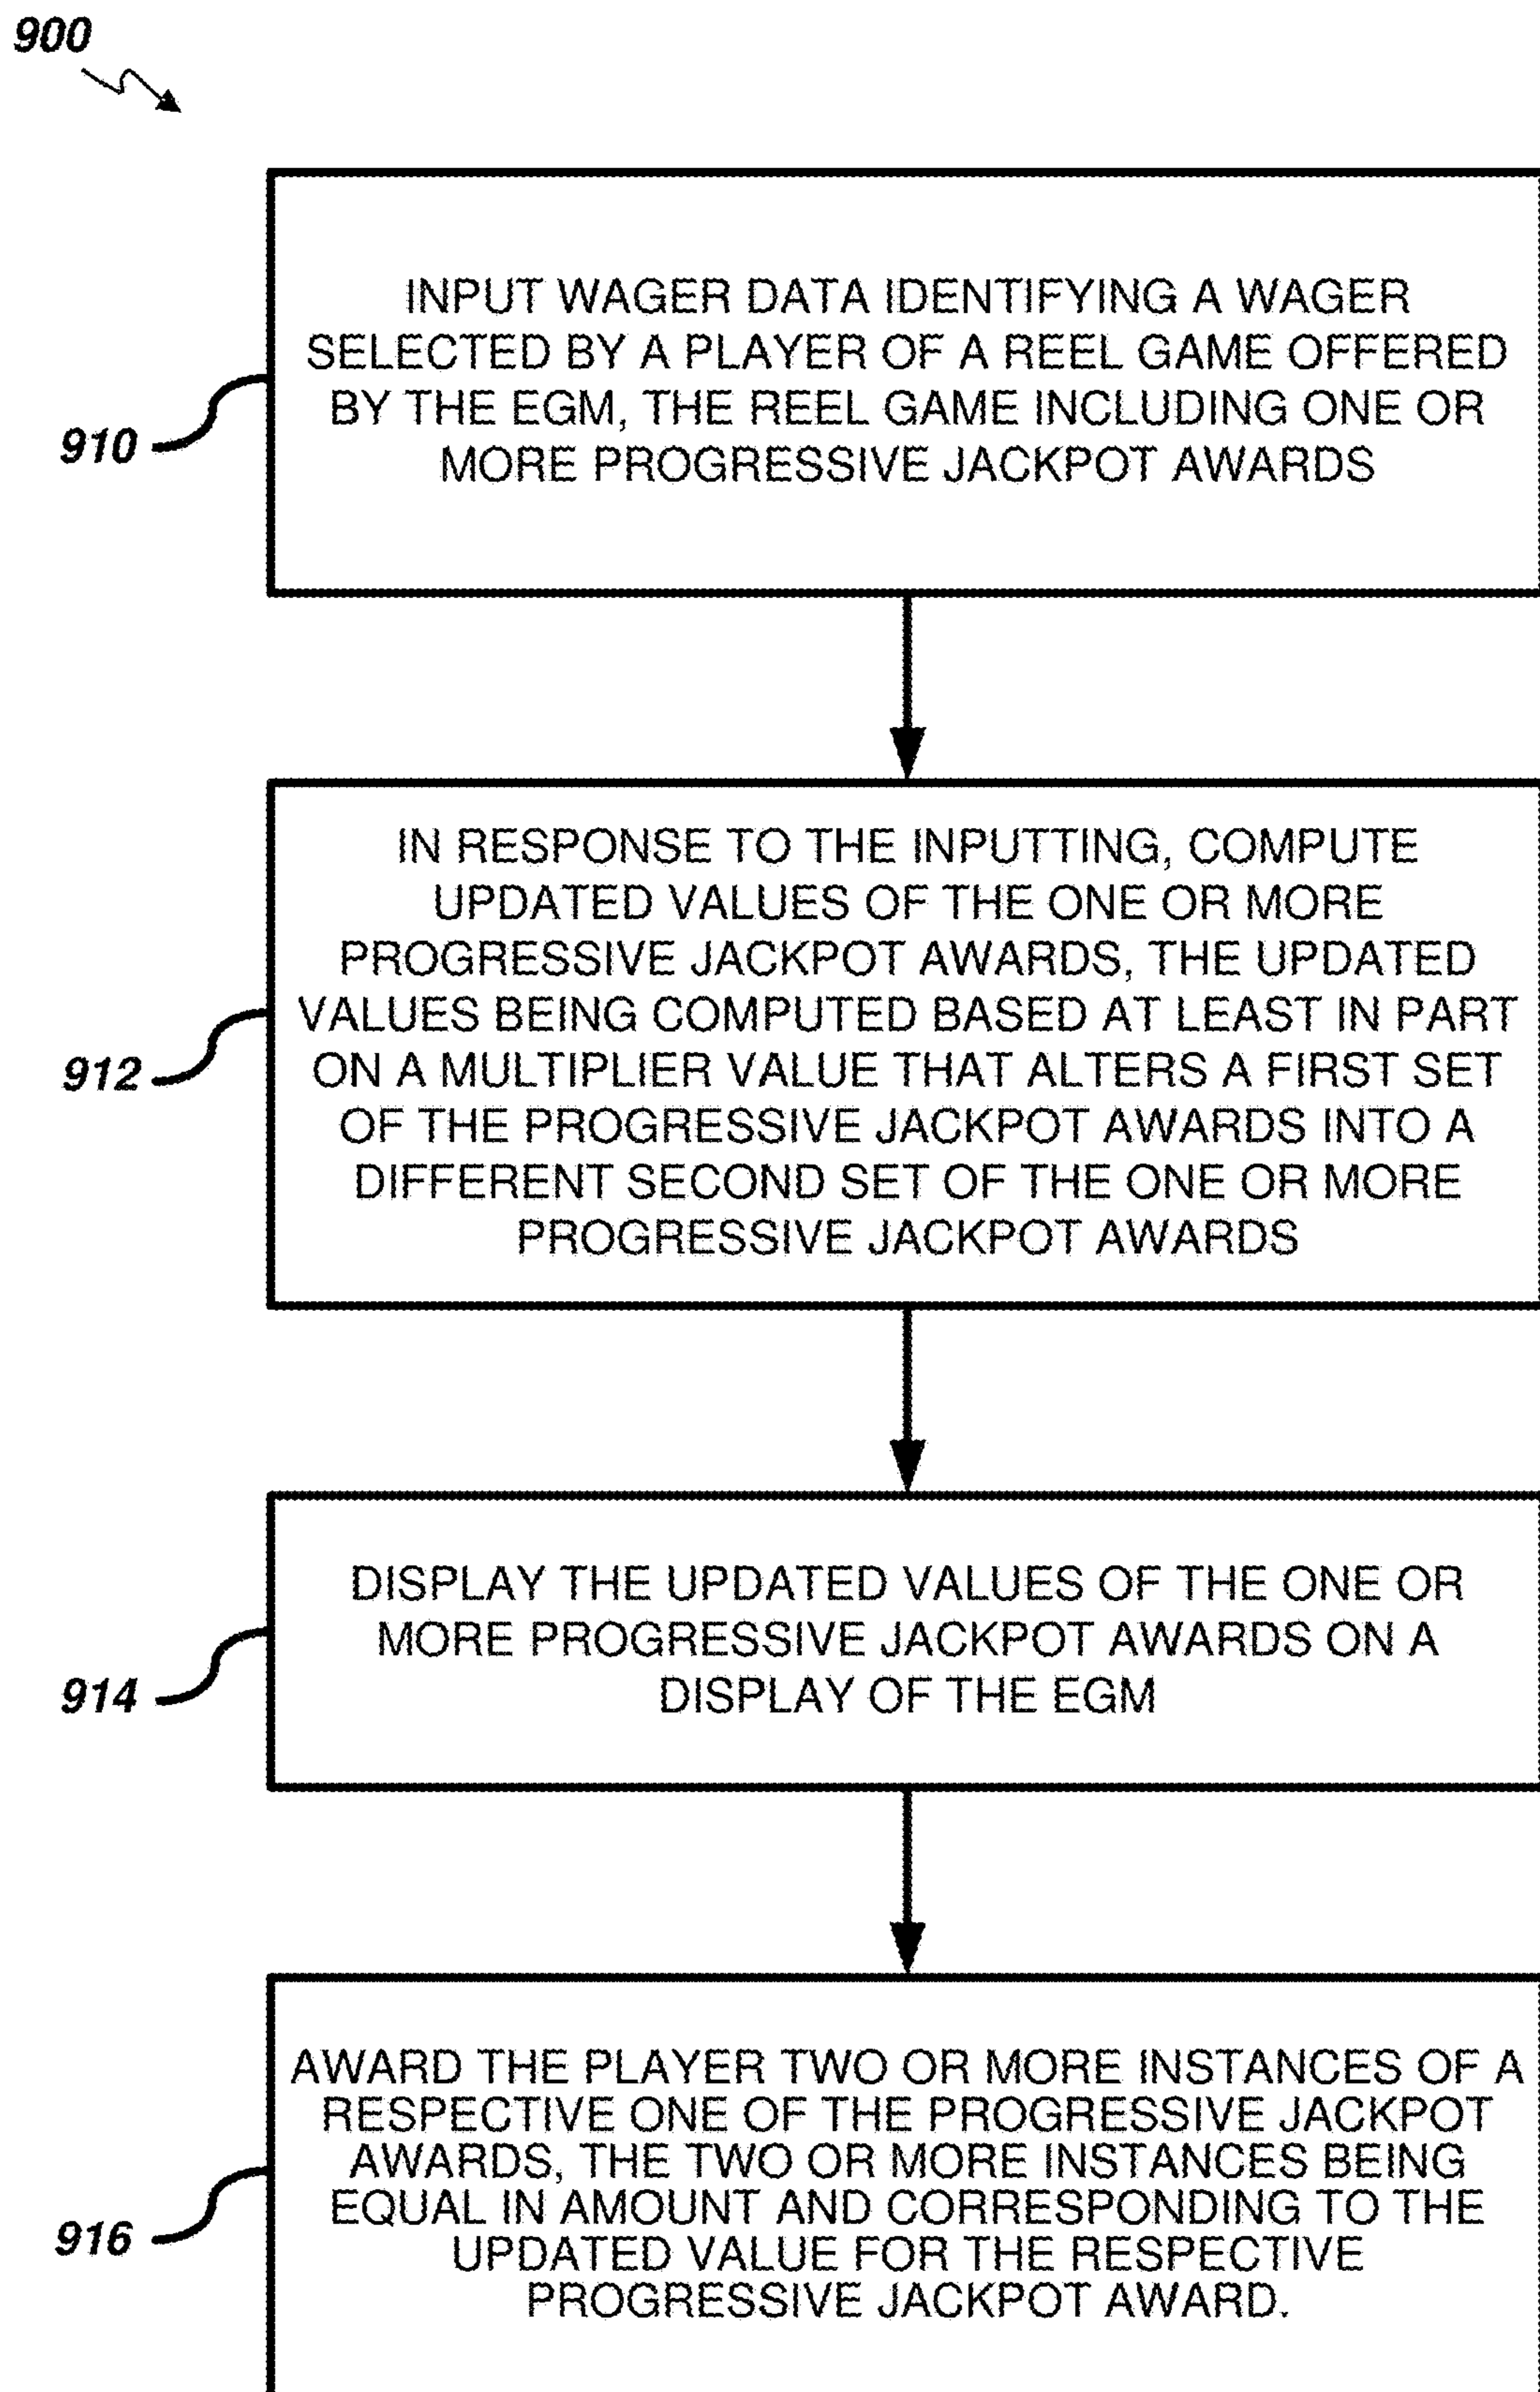 900
INPUT WAGER DATA IDENTIFYING A WAGER
SELECTED BY A PLAYER OF A REEL GAME OFFERED
BY THE EGM, THE REEL GAME INCLUDING ONE OR
MORE PROGRESSIVE JACKPOT AWARDS
910
IN RESPONSE TO THE INPUTTING, COMPUTE
UPDATED VALUES OF THE ONE OR MORE
PROGRESSIVE JACKPOT AWARDS, THE UPDATED
VALUES BEING COMPUTED BASED AT LEAST IN PART
ON A MULTIPLIER VALUE THAT ALTERS A FIRST SET
OF THE PROGRESSIVE JACKPOT AWARDS INTO A
DIFFERENT SECOND SET OF THE ONE OR MORE
PROGRESSIVE JACKPOT AWARDS
912
DISPLAY THE UPDATED VALUES OF THE ONE OR
MORE PROGRESSIVE JACKPOT AWARDS ON A
DISPLAY OF THE EGM
914
AWARD THE PLAYER TWO OR MORE INSTANCES OF A
RESPECTIVE ONE OF THE PROGRESSIVE JACKPOT
AWARDS, THE TWO OR MORE INSTANCES BEING
EQUAL IN AMOUNT AND CORRESPONDING TO THE
UPDATED VALUE FOR THE RESPECTIVE
PROGRESSIVE JACKPOT AWARD.
916